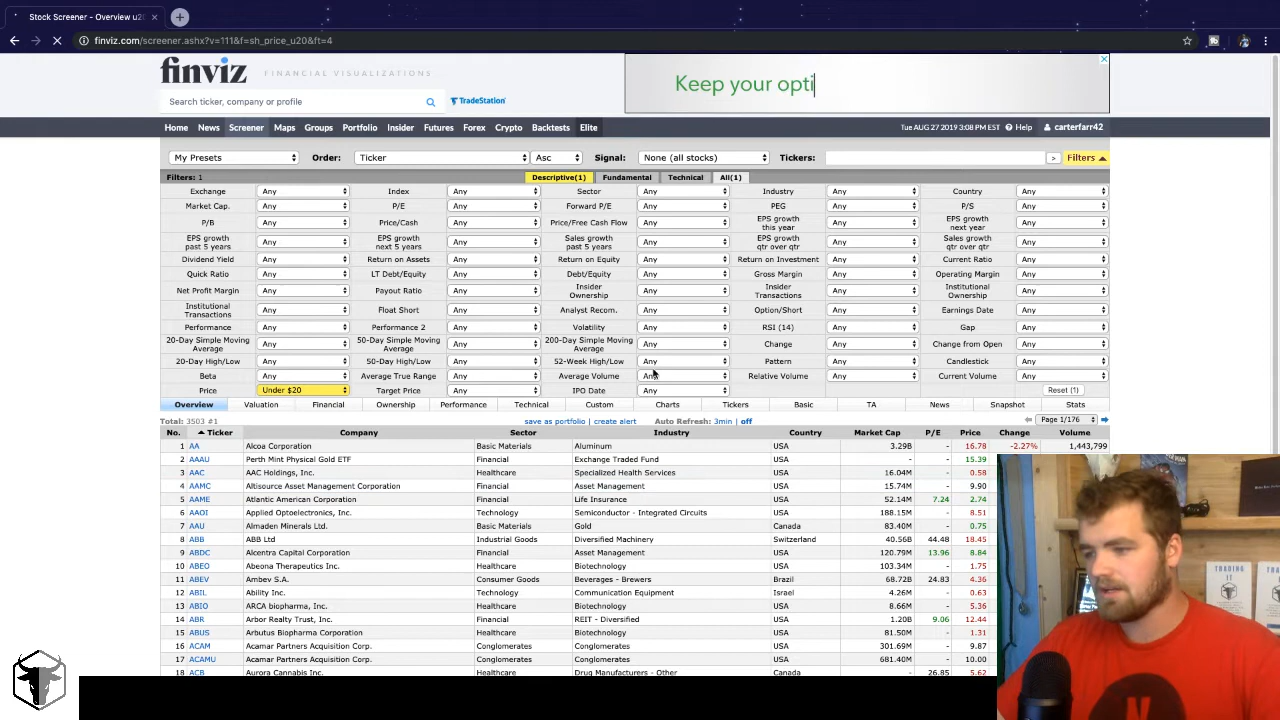 Stock Screener - Overview u20
finviz.com/screener.ashx?v=111&f=sh_price_u20&ft=4
finviz FINANCIAL VISUALIZATIONS
Keep your opti
Search ticker, company or profile TradeStation
Home News Screener Maps Groups Portfolio Insider Futures Forex Crypto Backtests Elite Tue AUG 27 2019 3:08 PM EST Help carterfarr42
My Presets Order: Ticker Asc Signal: None (all stocks) Tickers: > Filters
Filters: 1 Descriptive(1) Fundamental Technical All(1)
Exchange Any Index Any Sector Any Industry Any Country Any
Market Cap. Any P/E Any Forward P/E Any PEG Any P/S Any
P/B Any Price/Cash Any Price/Free Cash Flow Any EPS growth this year Any EPS growth next year Any
EPS growth past 5 years Any EPS growth next 5 years Any Sales growth past 5 years Any EPS growth qtr over qtr Any Sales growth qtr over qtr Any
Dividend Yield Any Return on Assets Any Return on Equity Any Return on Investment Any Current Ratio Any
Quick Ratio Any LT Debt/Equity Any Debt/Equity Any Gross Margin Any Operating Margin Any
Net Profit Margin Any Payout Ratio Any Insider Ownership Any Insider Transactions Any Institutional Ownership Any
Institutional Transactions Any Float Short Any Analyst Recom. Any Option/Short Any Earnings Date Any
Performance Any Performance 2 Any Volatility Any RSI (14) Any Gap Any
20-Day Simple Moving Average Any 50-Day Simple Moving Average Any 200-Day Simple Moving Average Any Change Any Change from Open Any
20-Day High/Low Any 50-Day High/Low Any 52-Week High/Low Any Pattern Any Candlestick Any
Beta Any Average True Range Any Average Volume Any Relative Volume Any Current Volume Any
Price Under $20 Target Price Any IPO Date Any Reset (1)
Overview Valuation Financial Ownership Performance Technical Custom Charts Tickers Basic TA News Snapshot Stats
Total: 3503 #1 save as portfolio | create alert Auto Refresh: 3min | off Page 1/176
No. Ticker Company Sector Industry Country Market Cap P/E Price Change Volume
1 AA Alcoa Corporation Basic Materials Aluminum USA 3.29B - 16.78 -2.27% 1,443,799
2 AAAU Perth Mint Physical Gold ETF Financial Exchange Traded Fund USA - - 15.39
3 AAC AAC Holdings, Inc. Healthcare Specialized Health Services USA 16.04M - 0.58
4 AAMC Altisource Asset Management Corporation Financial Asset Management USA 15.74M - 9.90
5 AAME Atlantic American Corporation Financial Life Insurance USA 52.14M 7.24 2.74
6 AAOI Applied Optoelectronics, Inc. Technology Semiconductor - Integrated Circuits USA 188.15M - 8.51
7 AAU Almaden Minerals Ltd. Basic Materials Gold Canada 83.40M - 0.75
8 ABB ABB Ltd Industrial Goods Diversified Machinery Switzerland 40.56B 44.48 18.45
9 ABDC Alcentra Capital Corporation Financial Asset Management USA 120.79M 13.96 8.84
10 ABEO Abeona Therapeutics Inc. Healthcare Biotechnology USA 103.34M - 1.75
11 ABEV Ambev S.A. Consumer Goods Beverages - Brewers Brazil 68.72B 24.83 4.36
12 ABIL Ability Inc. Technology Communication Equipment Israel 4.26M - 0.63
13 ABIO ARCA biopharma, Inc. Healthcare Biotechnology USA 8.66M - 5.36
14 ABR Arbor Realty Trust, Inc. Financial REIT - Diversified USA 1.20B 9.06 12.44
15 ABUS Arbutus Biopharma Corporation Healthcare Biotechnology USA 81.50M - 1.31
16 ACAM Acamar Partners Acquisition Corp. Conglomerates Conglomerates USA 301.69M - 9.87
17 ACAMU Acamar Partners Acquisition Corp. Conglomerates Conglomerates USA 681.40M - 10.00
18 ACB Aurora Cannabis Inc. Healthcare Drug Manufacturers - Other Canada - 26.85 5.62
TRADING
IT
TRADING